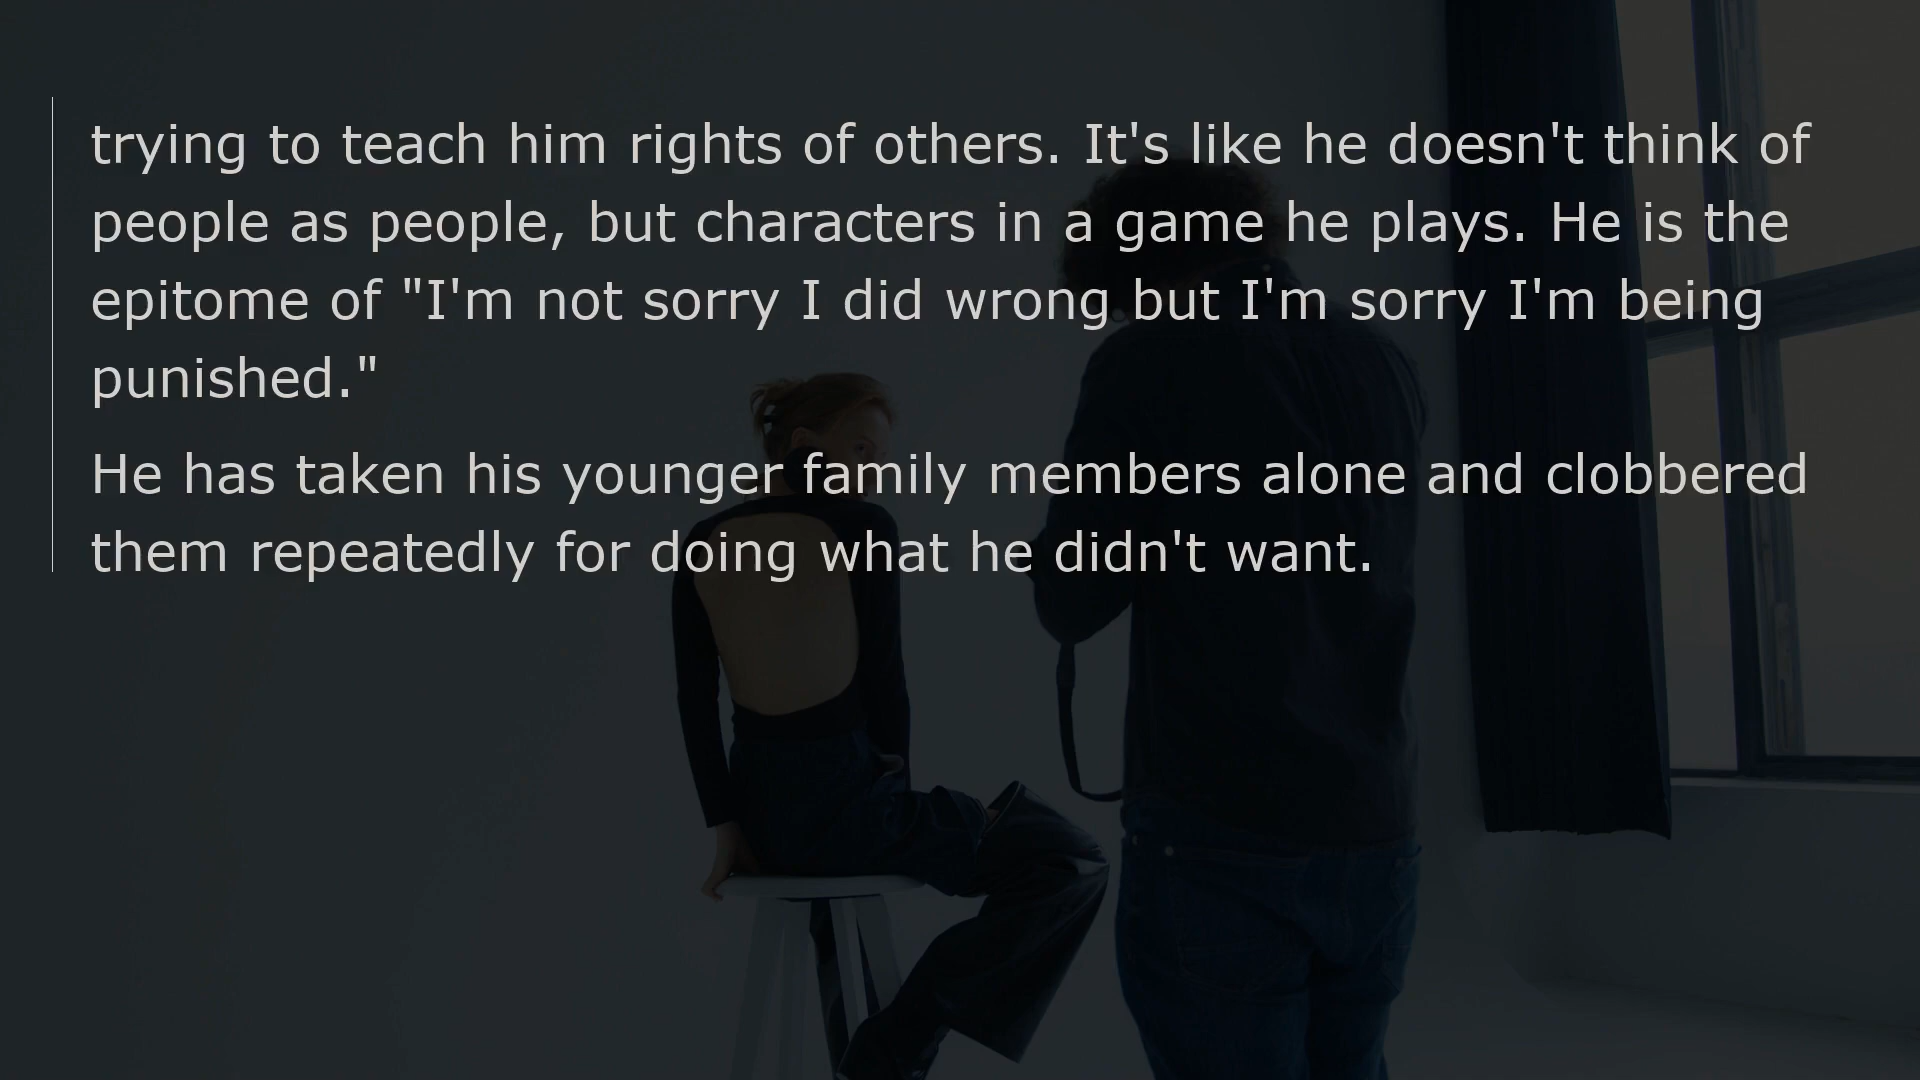 trying to teach him rights of others. It's like he doesn't think of
people as people, but characters in a game he plays. He is the
epitome of "I'm not sorry I did wrong but I'm sorry I'm being
punished."
He has taken his younger family members alone and clobbered
them repeatedly for doing what he didn't want.